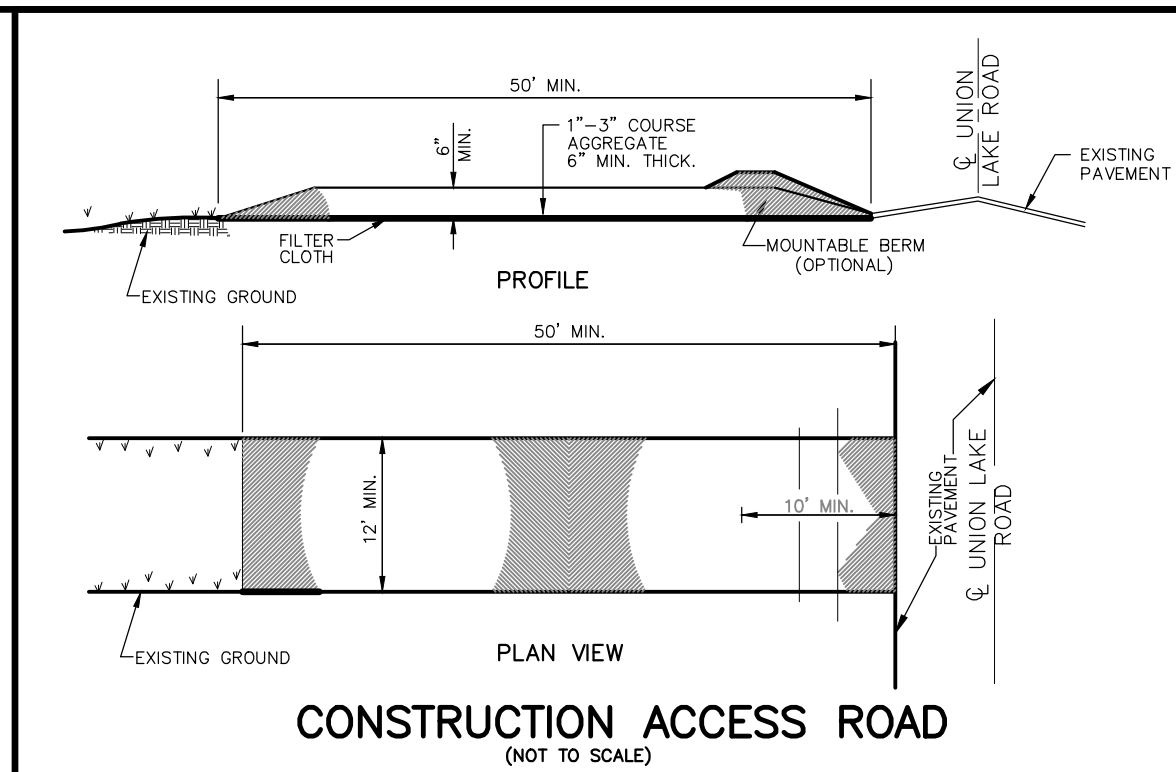 50' MIN.
6"
MIN.
1"-3" COURSE
AGGREGATE
6" MIN. THICK.
℄ UNION
LAKE ROAD
EXISTING
PAVEMENT
FILTER
CLOTH
MOUNTABLE BERM
(OPTIONAL)
EXISTING GROUND
PROFILE
50' MIN.
12' MIN.
10' MIN.
EXISTING
PAVEMENT
℄ UNION LAKE
ROAD
EXISTING GROUND
PLAN VIEW
CONSTRUCTION ACCESS ROAD
(NOT TO SCALE)